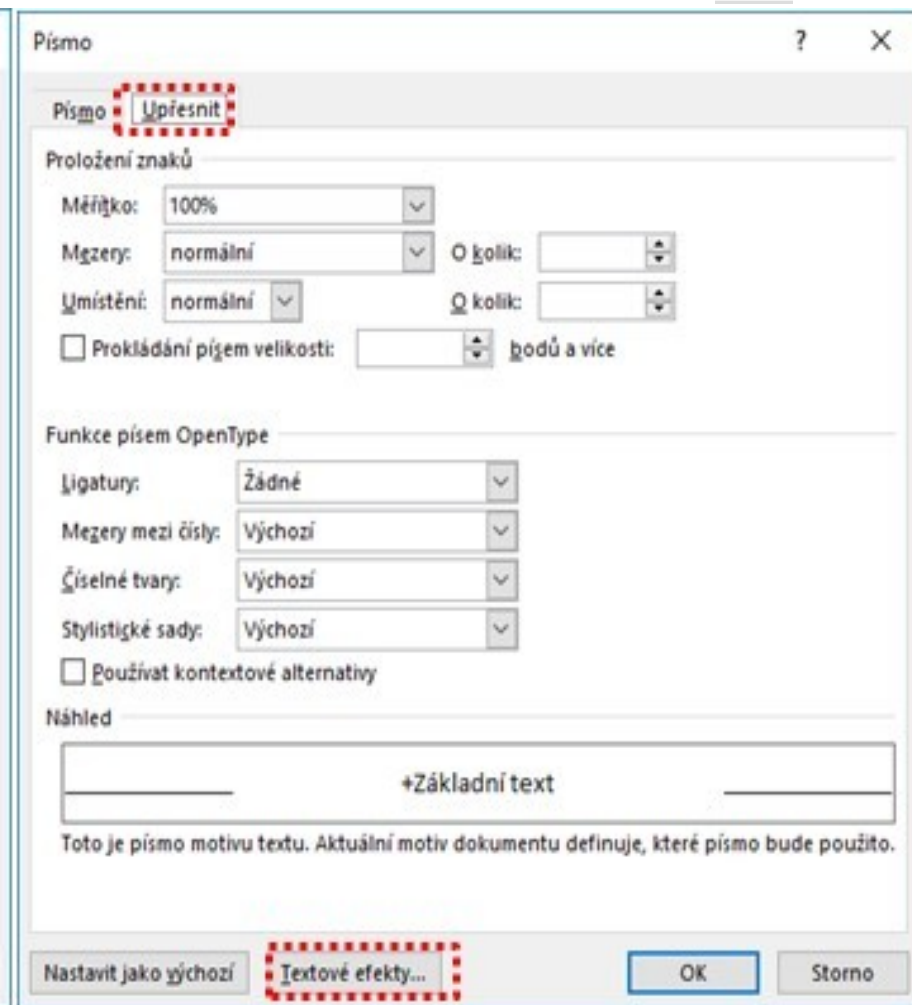 Písmo ? ×
Písmo Upřesnit
Proložení znaků
Měřítko: 100%
Mezery: normální O kolik:
Umístění: normální O kolik:
Prokládání písem velikosti: bodů a více
Funkce písem OpenType
Ligatury: Žádné
Mezery mezi čísly: Výchozí
Číselné tvary: Výchozí
Stylistické sady: Výchozí
Používat kontextové alternativy
Náhled
+Základní text
Toto je písmo motivu textu. Aktuální motiv dokumentu definuje, které písmo bude použito.
Nastavit jako výchozí Textové efekty... OK Storno